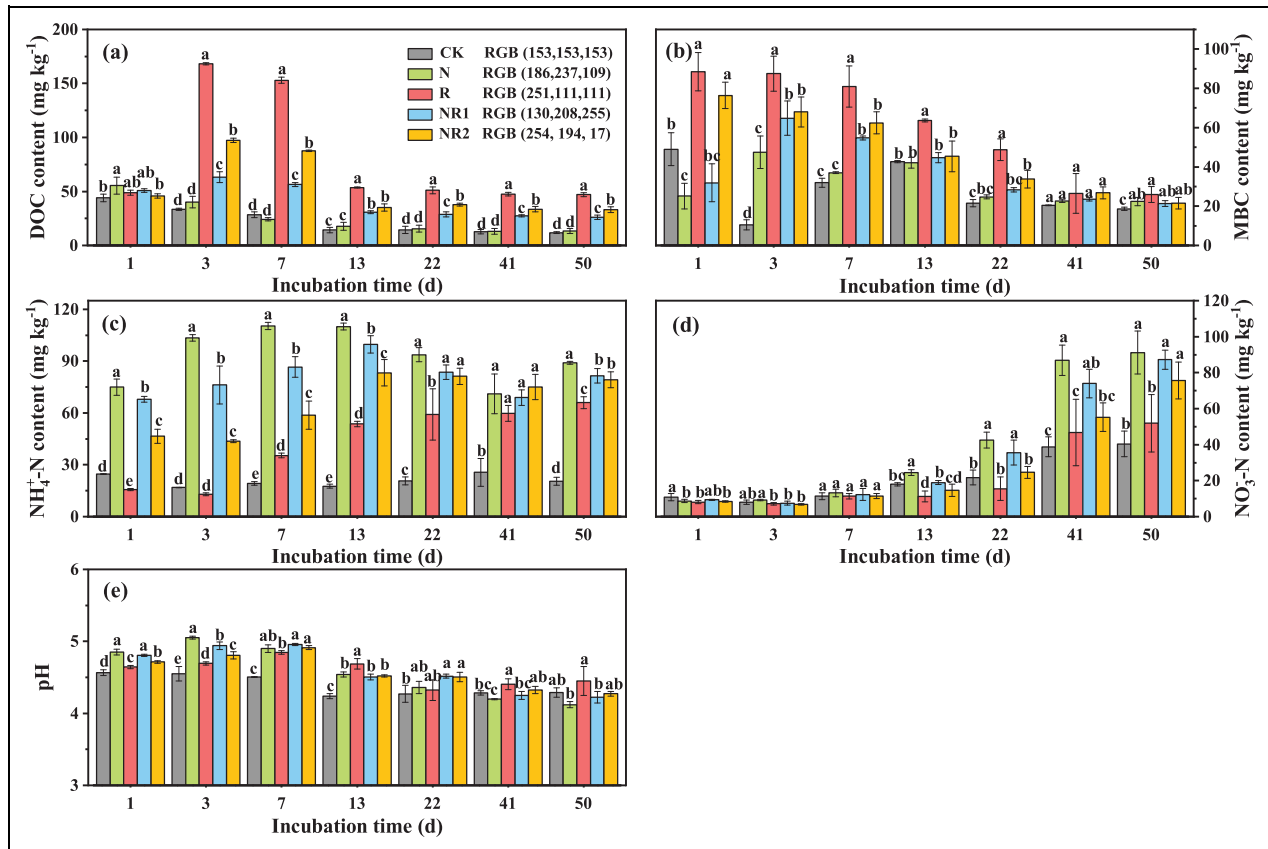 (a)
DOC content (mg kg⁻¹)
200
150
100
50
0
CK RGB (153,153,153)
N RGB (186,237,109)
R RGB (251,111,111)
NR1 RGB (130,208,255)
NR2 RGB (254, 194, 17)
b a ab ab b
d d a c b
d d a c b
c c a b b
d d a c b
d d a c b
d d a c b
1 3 7 13 22 41 50
Incubation time (d)
(b)
MBC content (mg kg⁻¹)
100
80
60
40
20
0
b c a bc a
d c a b b
c c a b b
b b a b b
c bc a bc b
a a a a a
b ab a ab ab
1 3 7 13 22 41 50
Incubation time (d)
(c)
NH₄⁺-N content (mg kg⁻¹)
120
90
60
30
0
d a e b c
d a d b c
e a d b c
e a d b c
c a b a a
b a a a a
d a c b b
1 3 7 13 22 41 50
Incubation time (d)
(d)
NO₃-N content (mg kg⁻¹)
120
100
80
60
40
20
0
a b b ab b
ab a b b b
a a a a a
bc a d b cd
b a b a b
c a c ab bc
b a b a a
1 3 7 13 22 41 50
Incubation time (d)
(e)
pH
6
5
4
3
d a c a b
e a d b c
c ab b a a
c b a b b
b ab b a a
bc c a bc ab
ab b a b ab
1 3 7 13 22 41 50
Incubation time (d)